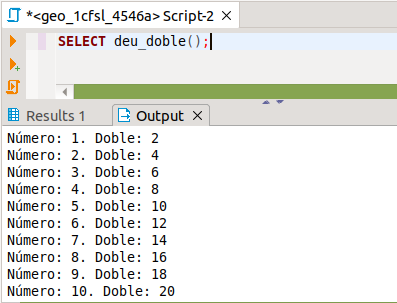 *<geo_1cfsl_4546a> Script-2
SELECT deu_doble();
Results 1
Output
Número: 1. Doble: 2
Número: 2. Doble: 4
Número: 3. Doble: 6
Número: 4. Doble: 8
Número: 5. Doble: 10
Número: 6. Doble: 12
Número: 7. Doble: 14
Número: 8. Doble: 16
Número: 9. Doble: 18
Número: 10. Doble: 20